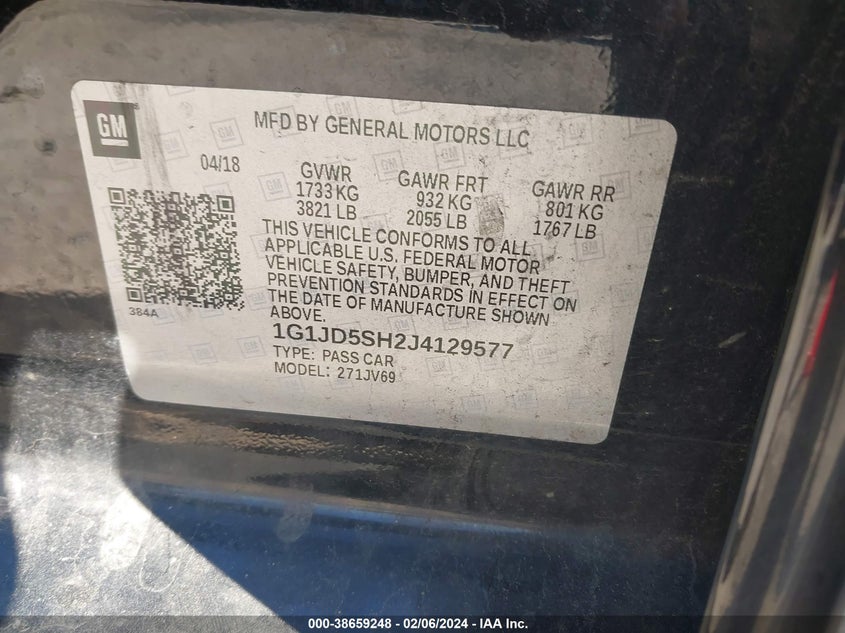 GM
MFD BY GENERAL MOTORS LLC
04/18
GVWR GAWR FRT GAWR RR
1733 KG 932 KG 801 KG
3821 LB 2055 LB 1767 LB
THIS VEHICLE CONFORMS TO ALL
APPLICABLE U.S. FEDERAL MOTOR
VEHICLE SAFETY, BUMPER, AND THEFT
PREVENTION STANDARDS IN EFFECT ON
THE DATE OF MANUFACTURE SHOWN
ABOVE.
384A
1G1JD5SH2J4129577
TYPE: PASS CAR
MODEL: 271JV69
000-38659248 - 02/06/2024 - IAA Inc.